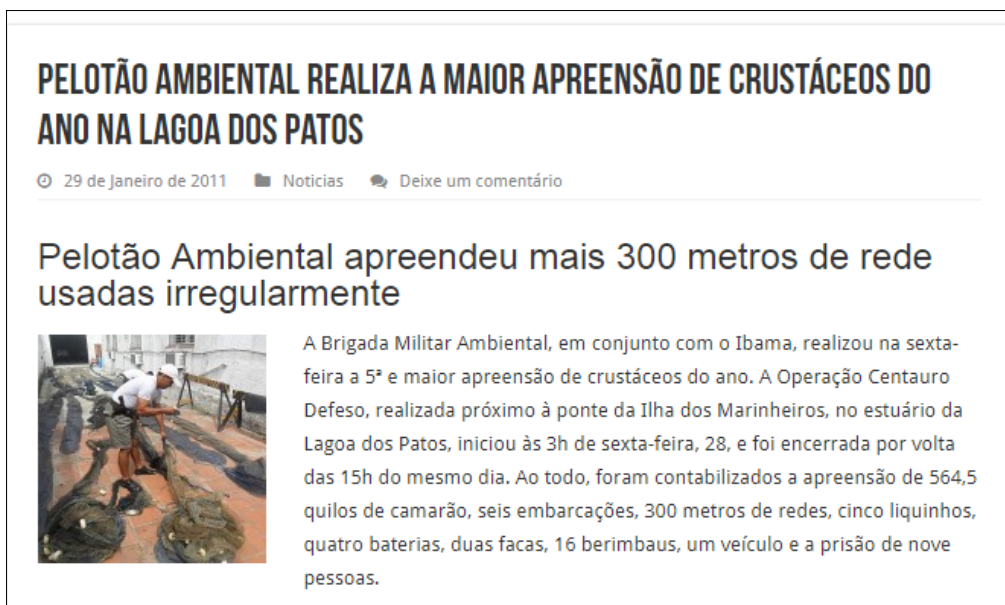 PELOTÃO AMBIENTAL REALIZA A MAIOR APREENSÃO DE CRUSTÁCEOS DO
ANO NA LAGOA DOS PATOS
29 de Janeiro de 2011 Noticias Deixe um comentário
Pelotão Ambiental apreendeu mais 300 metros de rede
usadas irregularmente
A Brigada Militar Ambiental, em conjunto com o Ibama, realizou na sexta-
feira a 5ª e maior apreensão de crustáceos do ano. A Operação Centauro
Defeso, realizada próximo à ponte da Ilha dos Marinheiros, no estuário da
Lagoa dos Patos, iniciou às 3h de sexta-feira, 28, e foi encerrada por volta
das 15h do mesmo dia. Ao todo, foram contabilizados a apreensão de 564,5
quilos de camarão, seis embarcações, 300 metros de redes, cinco liquinhos,
quatro baterias, duas facas, 16 berimbaus, um veículo e a prisão de nove
pessoas.